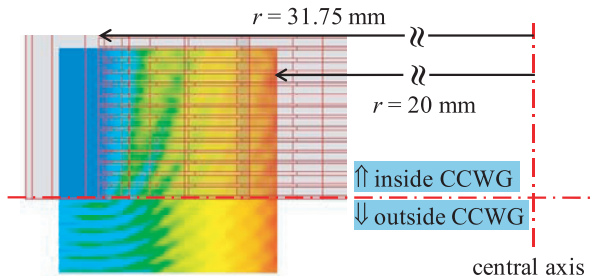 r = 31.75 mm
r = 20 mm
⇑ inside CCWG
⇓ outside CCWG
central axis